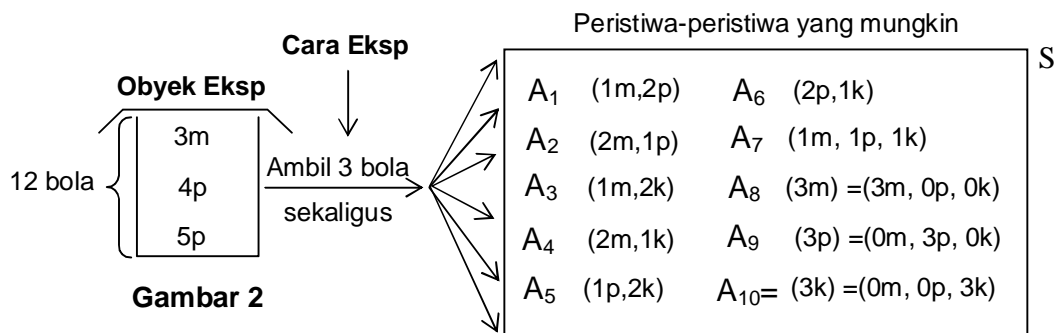 Peristiwa-peristiwa yang mungkin
S
Cara Eksp
Obyek Eksp
12 bola
3m
4p
5p
Ambil 3 bola
sekaligus
Gambar 2
A1 (1m,2p) A6 (2p,1k)
A2 (2m,1p) A7 (1m, 1p, 1k)
A3 (1m,2k) A8 (3m) =(3m, 0p, 0k)
A4 (2m,1k) A9 (3p) =(0m, 3p, 0k)
A5 (1p,2k) A10= (3k) =(0m, 0p, 3k)